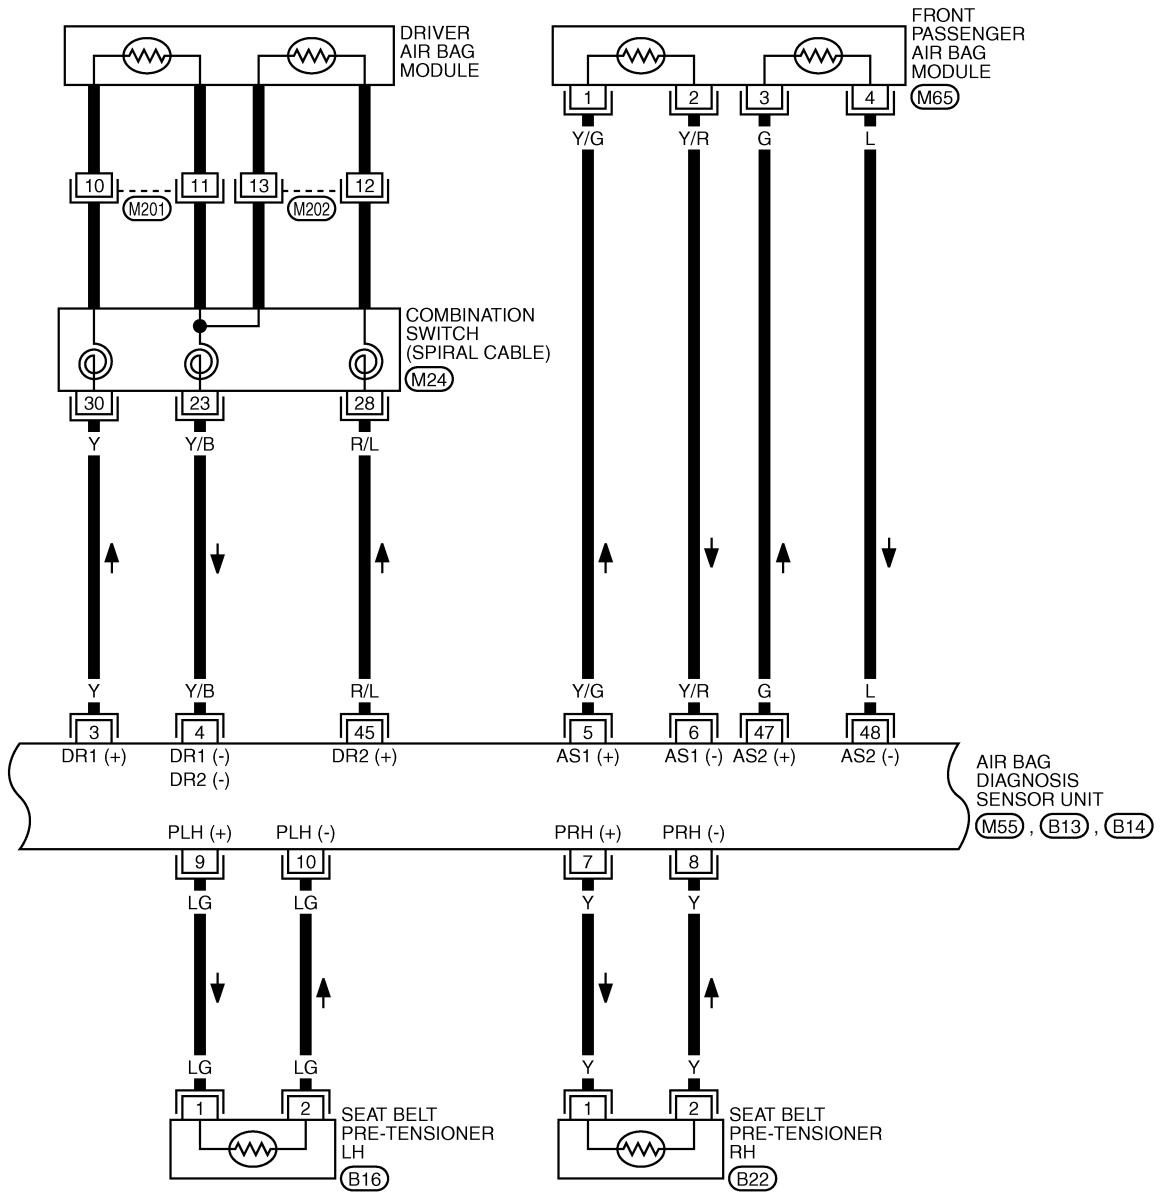 DRIVER
AIR BAG
MODULE
FRONT
PASSENGER
AIR BAG
MODULE
M65
1 2 3 4
Y/G Y/R G L
10 11 13 12
M201 M202
COMBINATION
SWITCH
(SPIRAL CABLE)
M24
30 23 28
Y Y/B R/L
Y Y/B R/L Y/G Y/R G L
3 4 45 5 6 47 48
DR1 (+) DR1 (-) DR2 (+) AS1 (+) AS1 (-) AS2 (+) AS2 (-)
DR2 (-)
AIR BAG
DIAGNOSIS
SENSOR UNIT
M55 , B13 , B14
PLH (+) PLH (-) PRH (+) PRH (-)
9 10 7 8
LG LG Y Y
LG LG Y Y
1 2 1 2
SEAT BELT
PRE-TENSIONER
LH
B16
SEAT BELT
PRE-TENSIONER
RH
B22